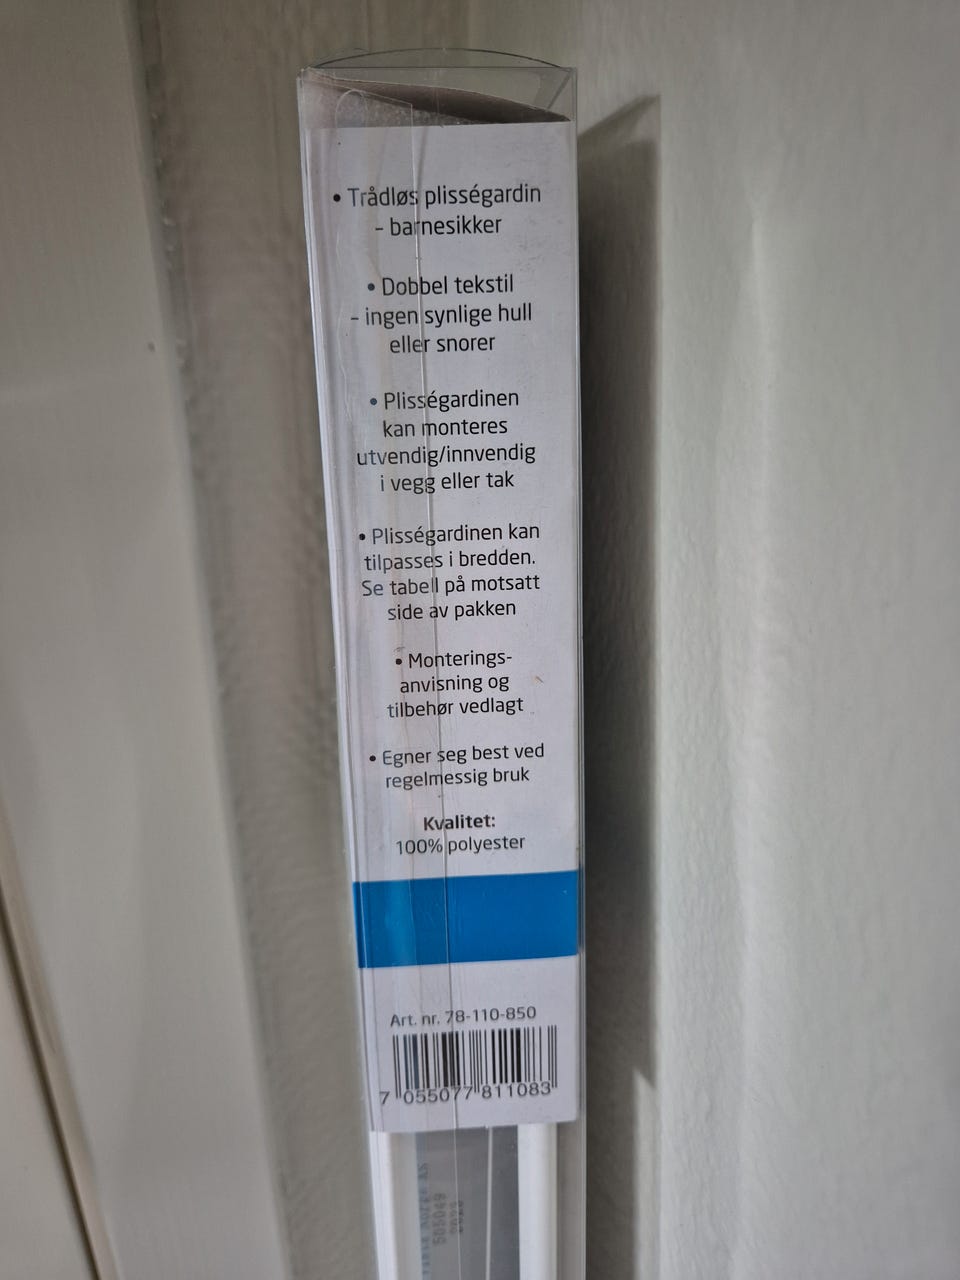 • Trådløs plisségardin
– barnesikker
• Dobbel tekstil
– ingen synlige hull
eller snorer
• Plisségardinen
kan monteres
utvendig/innvendig
i vegg eller tak
• Plisségardinen kan
tilpasses i bredden.
Se tabell på motsatt
side av pakken
• Monterings-
anvisning og
tilbehør vedlagt
• Egner seg best ved
regelmessig bruk
Kvalitet:
100% polyester
Art. nr. 78-110-850
7 055077 811083